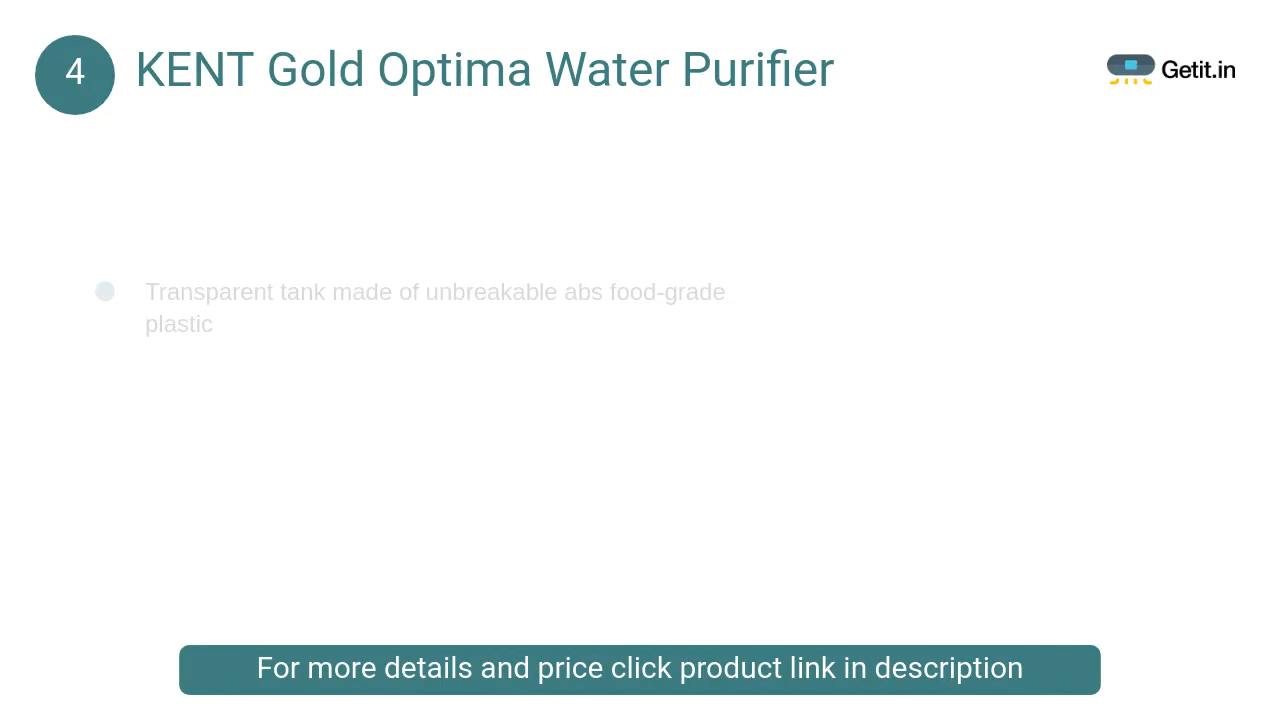 4
KENT Gold Optima Water Purifier
Getit.in
Transparent tank made of unbreakable abs food-grade
plastic
For more details and price click product link in description